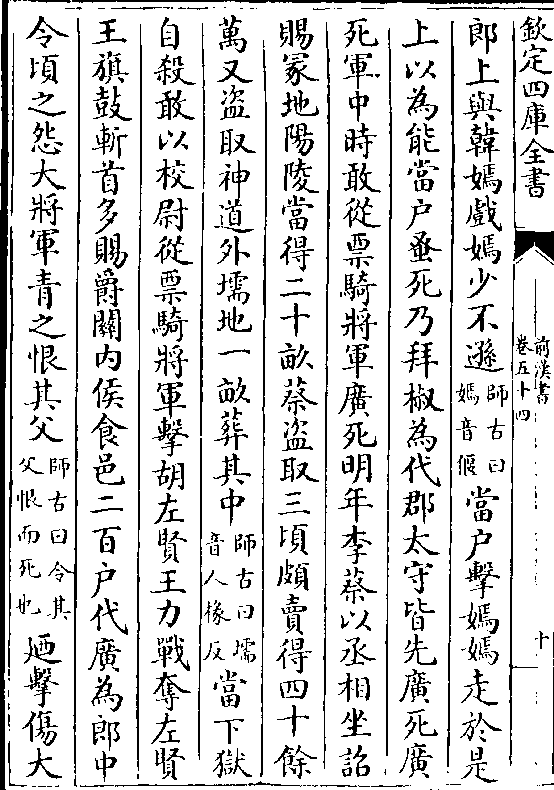 欽定四庫全書
前漢書
卷五十四
十
郎上與韓嫣戲嫣少不遜師古曰嫣音偃當户擊嫣嫣走於是
上以為能當户蚤死乃拜椒為代郡太守皆先廣死廣
死軍中時敢從票騎將軍廣死明年李蔡以丞相坐詔
賜冡地陽陵當得二十畝蔡盜取三頃頗賣得四十餘
萬又盜取神道外壖地一畝葬其中師古曰壖音人椽反當下獄
自殺敢以校尉從票騎將軍擊胡左賢王力戰奪左賢
王旗鼓斬首多賜爵關内侯食邑二百户代廣為郎中
令頃之怨大將軍青之恨其父師古曰令其父恨而死也廼擊傷大